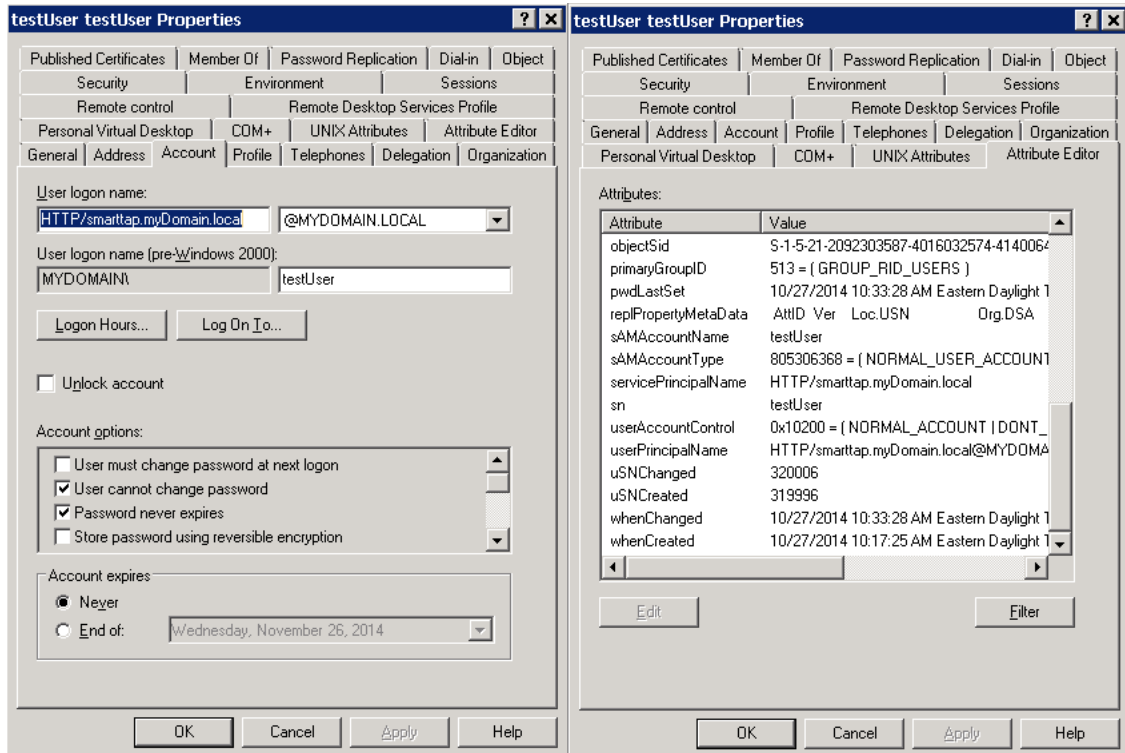 testUser testUser Properties
Published Certificates Member Of Password Replication Dial-in Object
Security Environment Sessions
Remote control Remote Desktop Services Profile
Personal Virtual Desktop COM+ UNIX Attributes Attribute Editor
General Address Account Profile Telephones Delegation Organization
User logon name:
HTTP/smarttap.myDomain.local @MYDOMAIN.LOCAL
User logon name (pre-Windows 2000):
MYDOMAIN\ testUser
Logon Hours... Log On To...
Unlock account
Account options:
User must change password at next logon
User cannot change password
Password never expires
Store password using reversible encryption
Account expires
Never
End of: Wednesday, November 26, 2014
OK Cancel Apply Help
testUser testUser Properties
Published Certificates Member Of Password Replication Dial-in Object
Security Environment Sessions
Remote control Remote Desktop Services Profile
General Address Account Profile Telephones Delegation Organization
Personal Virtual Desktop COM+ UNIX Attributes Attribute Editor
Attributes:
Attribute Value
objectSid S-1-5-21-2092303587-4016032574-4140064
primaryGroupID 513 = ( GROUP_RID_USERS )
pwdLastSet 10/27/2014 10:33:28 AM Eastern Daylight T
replPropertyMetaData AttID Ver Loc.USN Org.DSA
sAMAccountName testUser
sAMAccountType 805306368 = ( NORMAL_USER_ACCOUNT
servicePrincipalName HTTP/smarttap.myDomain.local
sn testUser
userAccountControl 0x10200 = ( NORMAL_ACCOUNT | DONT_
userPrincipalName HTTP/smarttap.myDomain.local@MYDOMA
uSNChanged 320006
uSNCreated 319996
whenChanged 10/27/2014 10:33:28 AM Eastern Daylight T
whenCreated 10/27/2014 10:17:25 AM Eastern Daylight T
Edit Filter
OK Cancel Apply Help